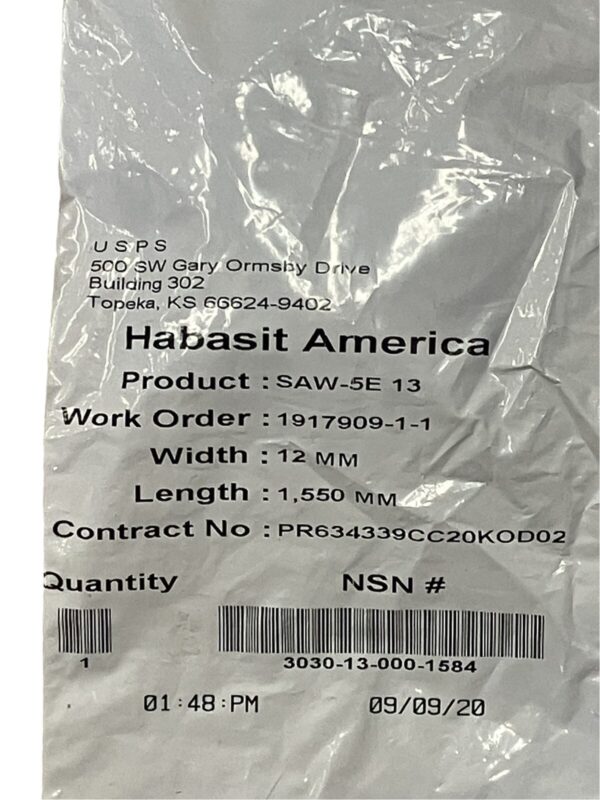 USPS
500 SW Gary Ormsby Drive
Building 302
Topeka, KS 66624-9402
Habasit America
Product : SAW-5E 13
Work Order : 1917909-1-1
Width : 12 MM
Length : 1,550 MM
Contract No : PR634339CC20KOD02
Quantity NSN #
1 3030-13-000-1584
01:48:PM 09/09/20